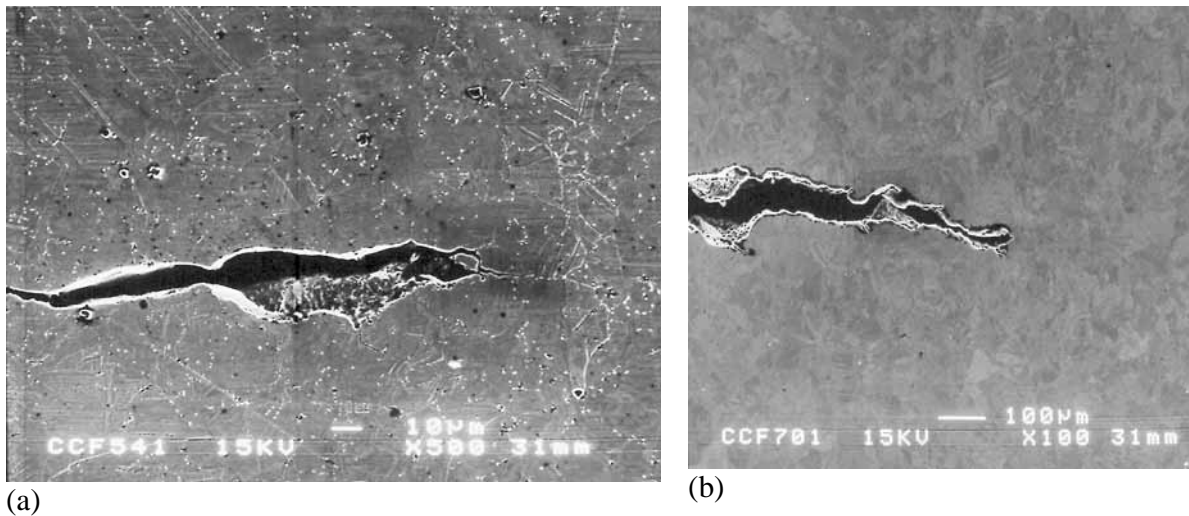 10µm
CCF541 15KV X500 31mm
(a)
100µm
CCF701 15KV X100 31mm
(b)